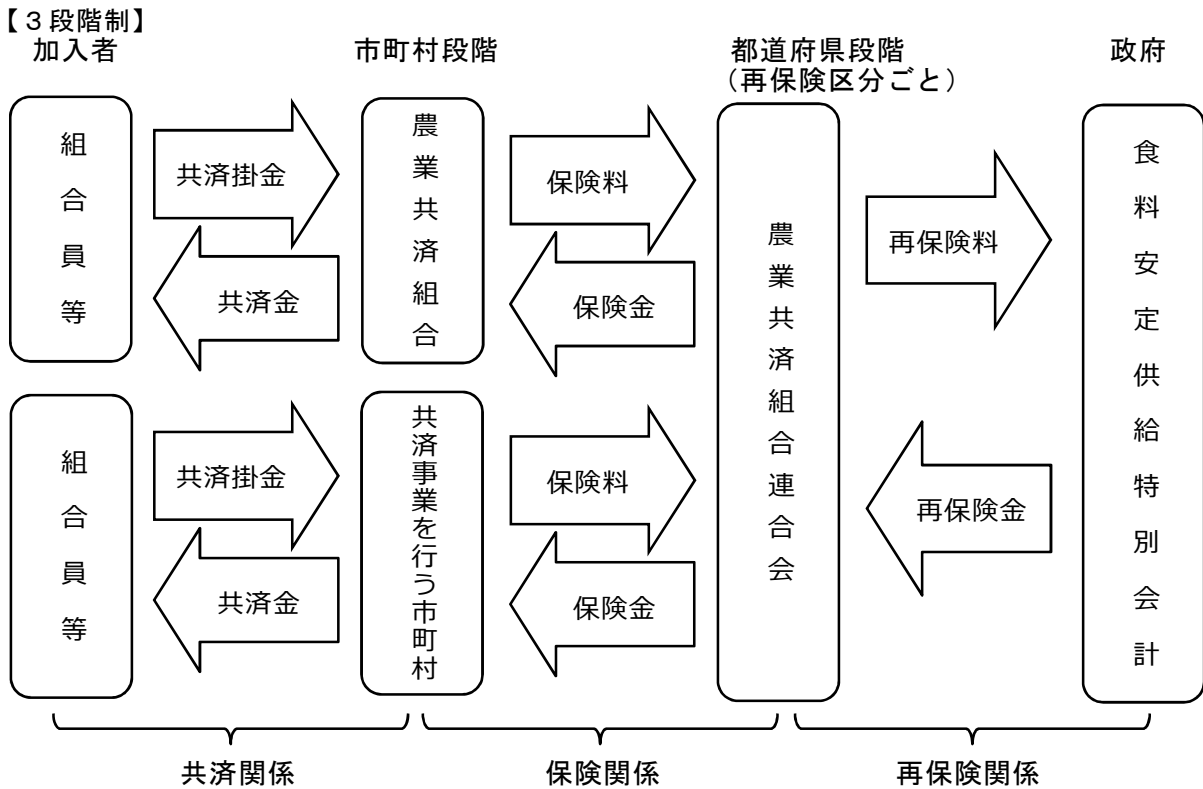 【３段階制】
加入者
市町村段階
都道府県段階
(再保険区分ごと)
政府
組合員等
共済掛金
共済金
農業共済組合
保険料
保険金
組合員等
共済掛金
共済金
共済事業を行う市町村
保険料
保険金
農業共済組合連合会
再保険料
再保険金
食料安定供給特別会計
共済関係
保険関係
再保険関係